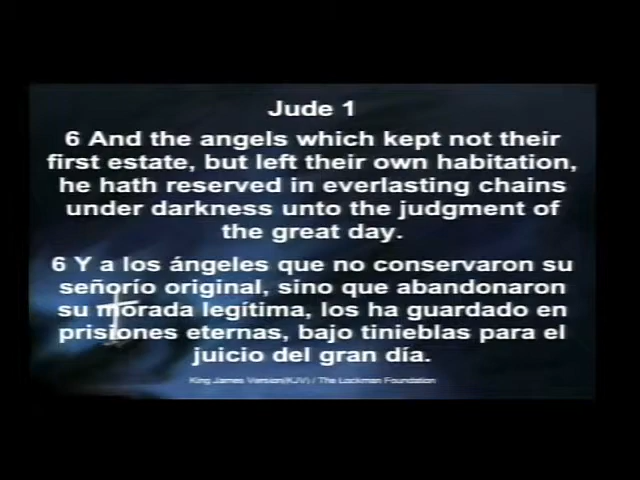 Jude 1
6 And the angels which kept not their
first estate, but left their own habitation,
he hath reserved in everlasting chains
under darkness unto the judgment of
the great day.
6 Y a los ángeles que no conservaron su
señorío original, sino que abandonaron
su morada legítima, los ha guardado en
prisiones eternas, bajo tinieblas para el
juicio del gran día.
King James Version(KJV) / The Lockman Foundation